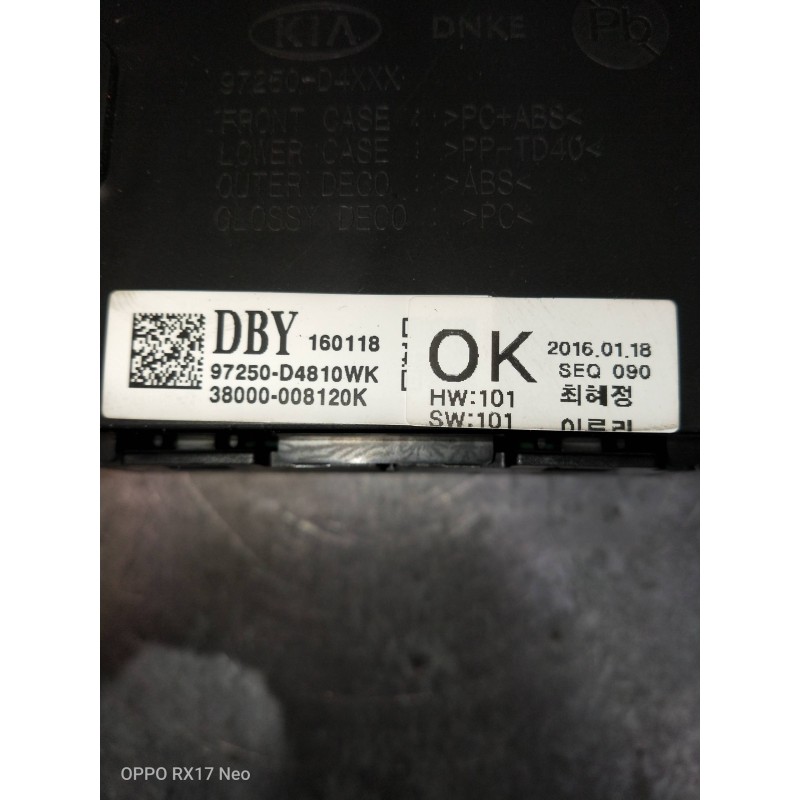 KIA DNKE Pb
97250-D4XXX
FRONT CASE : >PC+ABS<
LOWER CASE : >PP-TD40<
OUTER DECO : >ABS<
GLOSSY DECO : >PC<
DBY 160118
97250-D4810WK
38000-008120K
OK
2016.01.18
SEQ 090
HW:101 최혜정
SW:101
OPPO RX17 Neo